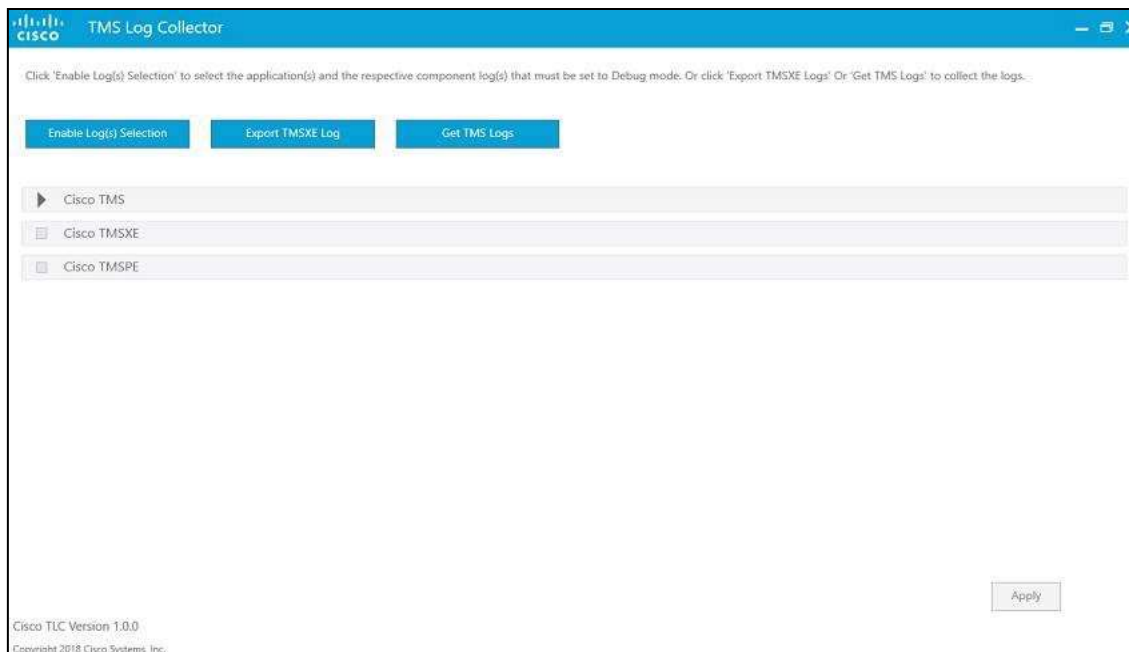 CISCO
TMS Log Collector
Click 'Enable Log(s) Selection' to select the application(s) and the respective component log(s) that must be set to Debug mode. Or click 'Export TMSXE Logs' Or 'Get TMS Logs' to collect the logs.
Enable Log(s) Selection
Export TMSXE Log
Get TMS Logs
Cisco TMS
Cisco TMSXE
Cisco TMSPE
Apply
Cisco TLC Version 1.0.0
Copyright 2018 Cisco Systems, Inc.